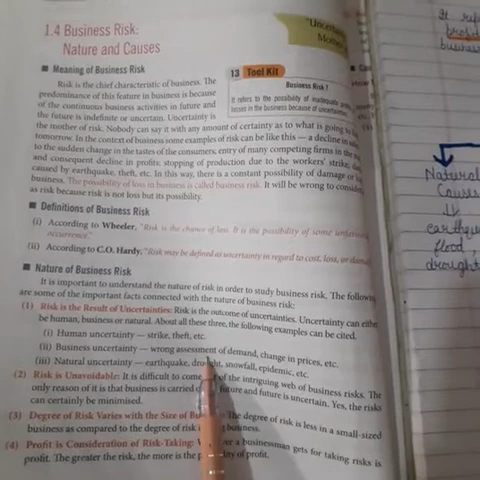 1.4 Business Risk:
Nature and Causes
"Uncertain
Mothe
■ Meaning of Business Risk
Risk is the chief characteristic of business. The
predominance of this feature in business is because
of the continuous business activities in future and
the future is indefinite or uncertain. Uncertainty is
the mother of risk. Nobody can say it with any amount of certainty as to what is going to
tomorrow. In the context of business some examples of risk can be like this — a decline in
to the sudden change in the tastes of the consumers, entry of many competing firms in the
and consequent decline in profits, stopping of production due to the workers' strike;
caused by earthquake, theft, etc. In this way, there is a constant possibility of damage or
business. The possibility of loss in business is called business risk. It will be wrong to consider
as risk because risk is not loss but its possibility.
13 Tool Kit
Business Risk ?
It refers to the possibility of inadequate
losses in the business because of uncertainties
■ Definitions of Business Risk
(i) According to Wheeler, "Risk is the chance of loss. It is the possibility of some
occurrence."
(ii) According to C.O. Hardy, "Risk may be defined as uncertainty in regard to cost, loss, or
■ Nature of Business Risk
It is important to understand the nature of risk in order to study business risk. The following
are some of the important facts connected with the nature of business risk:
(1) Risk is the Result of Uncertainties: Risk is the outcome of uncertainties. Uncertainty can
be human, business or natural. About all these three, the following examples can be cited.
(i) Human uncertainty — strike, theft, etc.
(ii) Business uncertainty — wrong assesment of demand, change in prices, etc.
(iii) Natural uncertainty — earthquake, drought, snowfall, epidemic, etc.
(2) Risk is Unavoidable: It is difficult to come of the intriguing web of business risks. The
only reason of it is that business is carried future and future is uncertain. Yes, the risks
can certainly be minimised.
(3) Degree of Risk Varies with the Size of The degree of risk is less in a small-sized
business as compared to the degree of risk business.
(4) Profit is Consideration of Risk-Taking: a businessman gets for taking risks is
profit. The greater the risk, the more is the of profit.
It
business
Natural
Causes
earthqu
flood,
drought